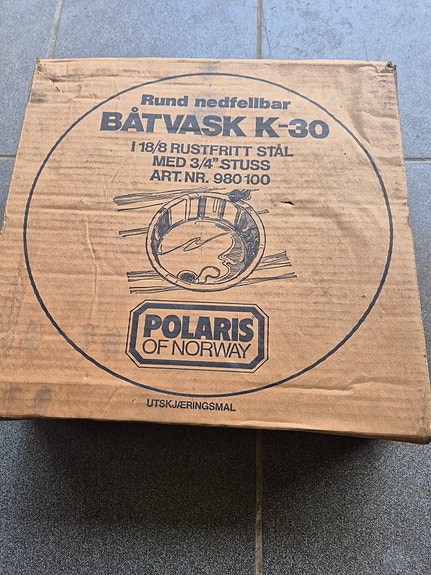 Rund nedfellbar
BÅTVASK K-30
I 18/8 RUSTFRITT STÅL
MED 3/4" STUSS
ART.NR. 980 100
POLARIS
OF NORWAY
UTSKJÆRINGSMAL